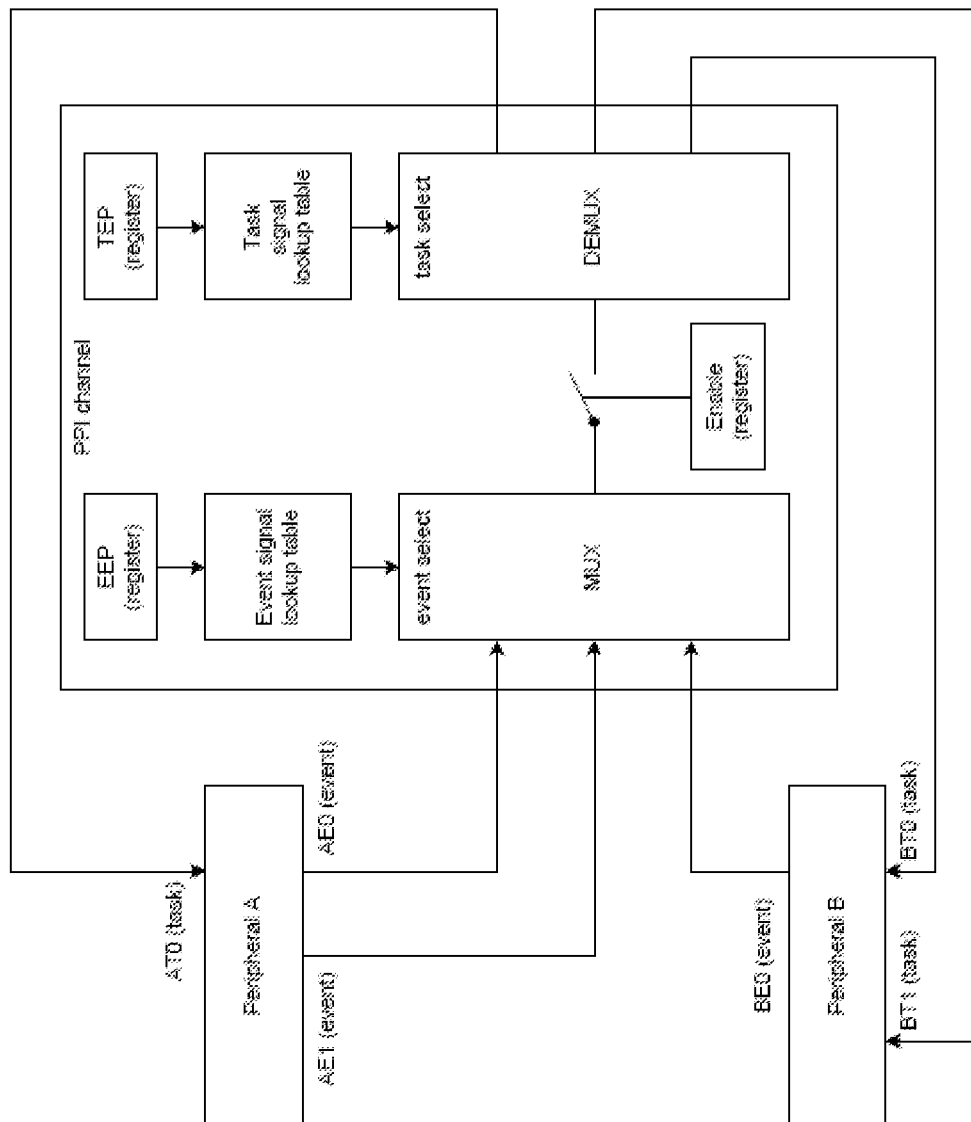 PPI channel
TEP
(register)
Task
signal
lookup table
task select
DEMUX
Enable
(register)
EEP
(register)
Event signal
lookup table
event select
MUX
AT0 (task)
Peripheral A
AE0 (event)
AE1 (event)
BE0 (event)
Peripheral B
BT0 (task)
BT1 (task)